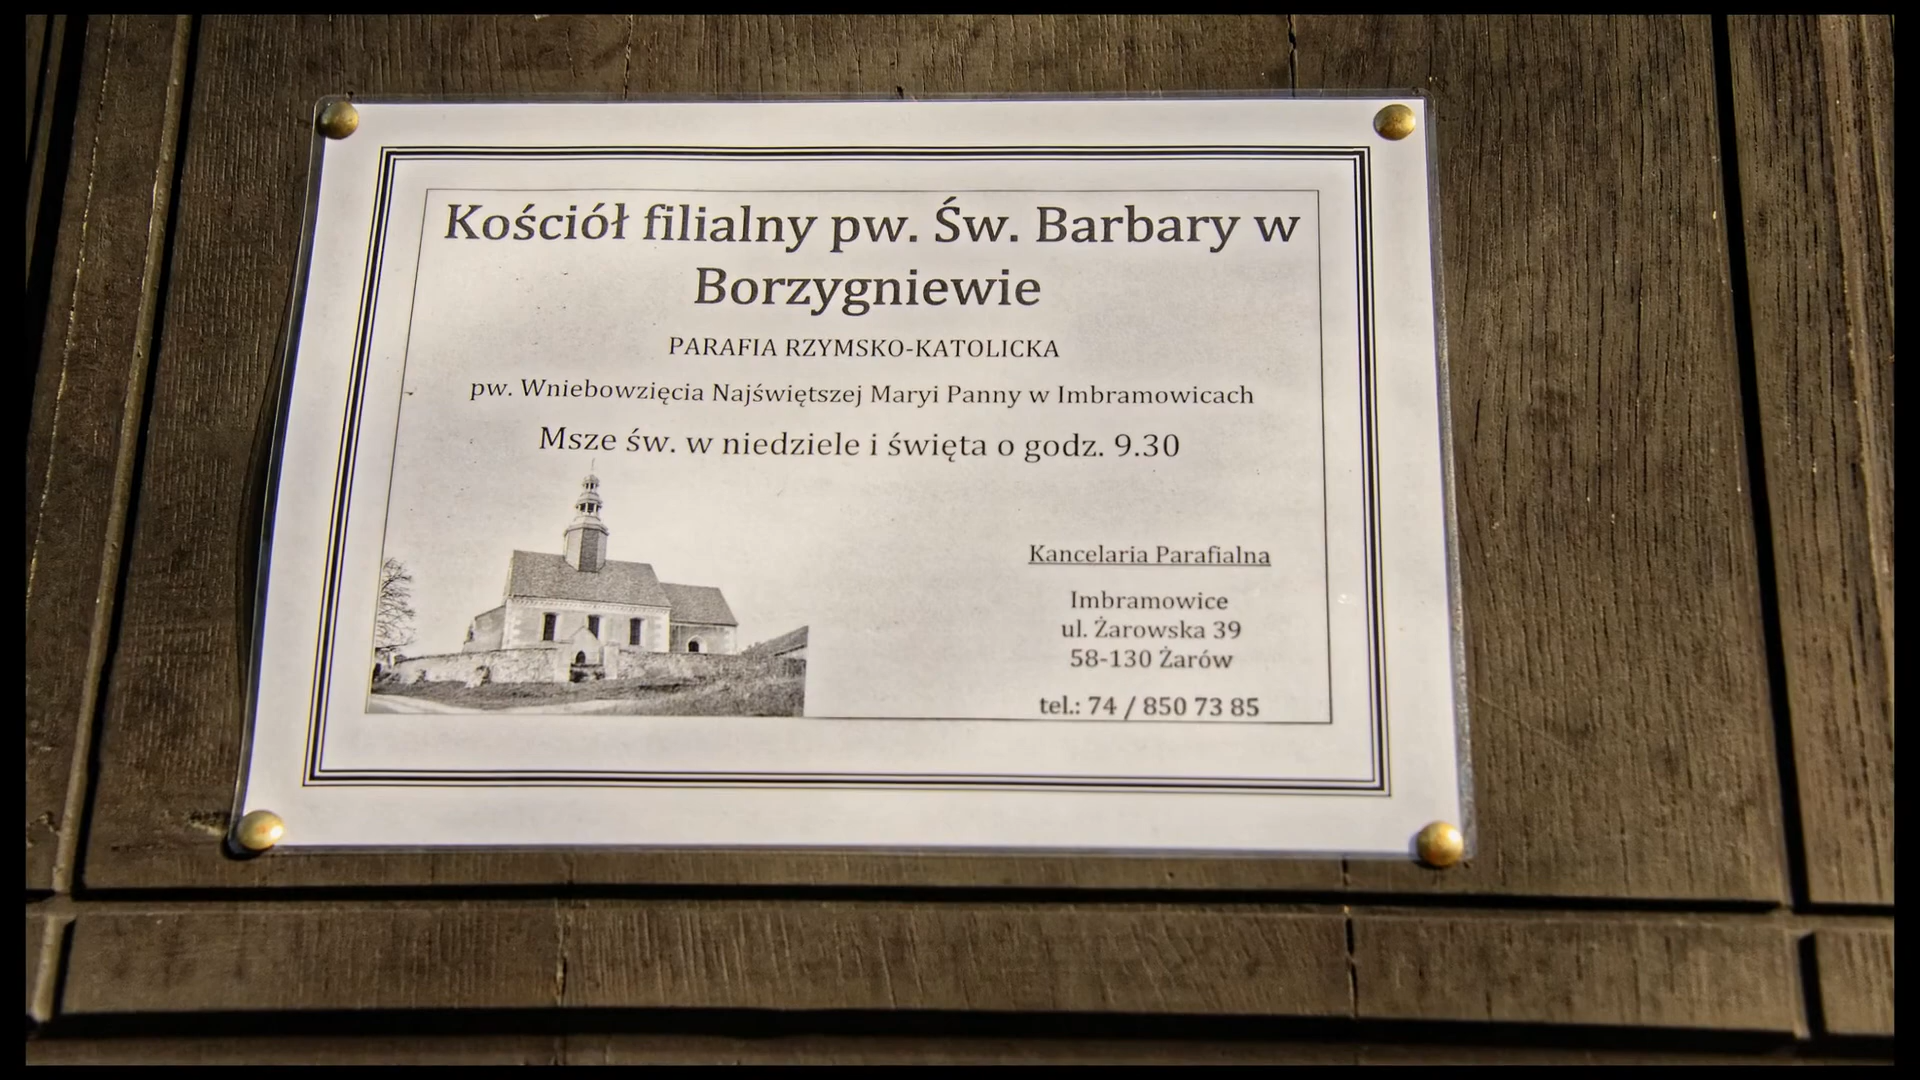 Kościół filialny pw. Św. Barbary w
Borzygniewie
PARAFIA RZYMSKO-KATOLICKA
pw. Wniebowzięcia Najświętszej Maryi Panny w Imbramowicach
Msze św. w niedziele i święta o godz. 9.30
Kancelaria Parafialna
Imbramowice
ul. Żarowska 39
58-130 Żarów
tel.: 74 / 850 73 85